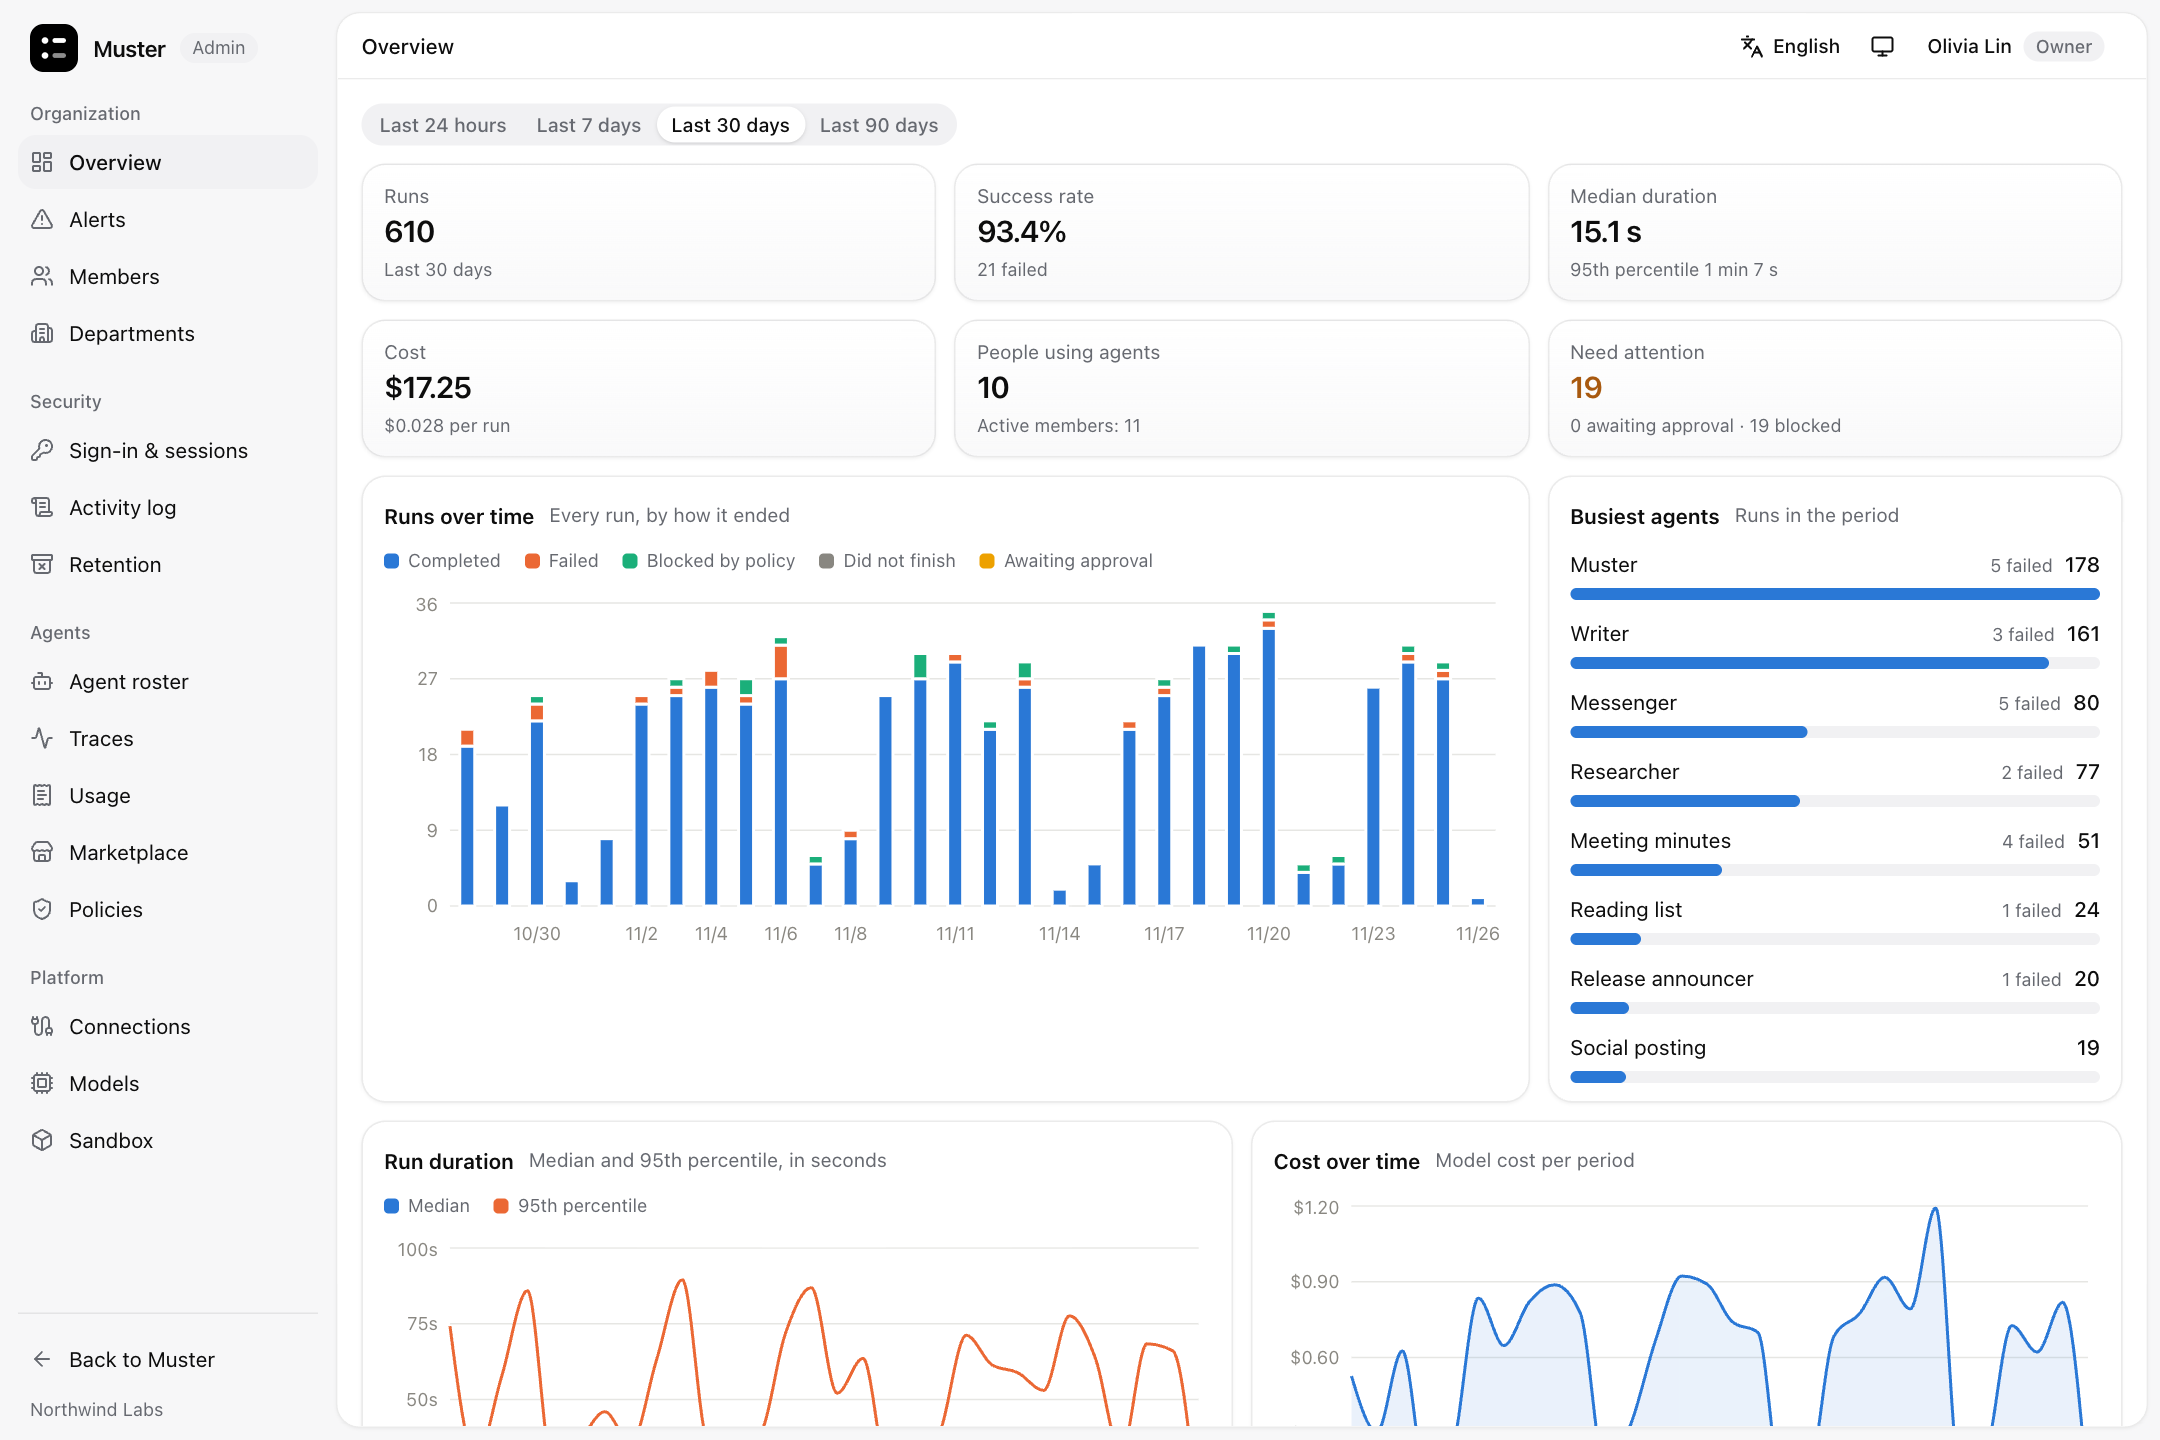 Muster Admin
Organization
Overview
Alerts
Members
Departments
Security
Sign-in & sessions
Activity log
Retention
Agents
Agent roster
Traces
Usage
Marketplace
Policies
Platform
Connections
Models
Sandbox
Back to Muster
Northwind Labs
Overview
English
Olivia Lin Owner
Last 24 hours Last 7 days Last 30 days Last 90 days
Runs
610
Last 30 days
Success rate
93.4%
21 failed
Median duration
15.1 s
95th percentile 1 min 7 s
Cost
$17.25
$0.028 per run
People using agents
10
Active members: 11
Need attention
19
0 awaiting approval · 19 blocked
Runs over time Every run, by how it ended
Completed Failed Blocked by policy Did not finish Awaiting approval
36
27
18
9
0
10/30 11/2 11/4 11/6 11/8 11/11 11/14 11/17 11/20 11/23 11/26
Busiest agents Runs in the period
Muster 5 failed 178
Writer 3 failed 161
Messenger 5 failed 80
Researcher 2 failed 77
Meeting minutes 4 failed 51
Reading list 1 failed 24
Release announcer 1 failed 20
Social posting 19
Run duration Median and 95th percentile, in seconds
Median 95th percentile
100s
75s
50s
Cost over time Model cost per period
$1.20
$0.90
$0.60